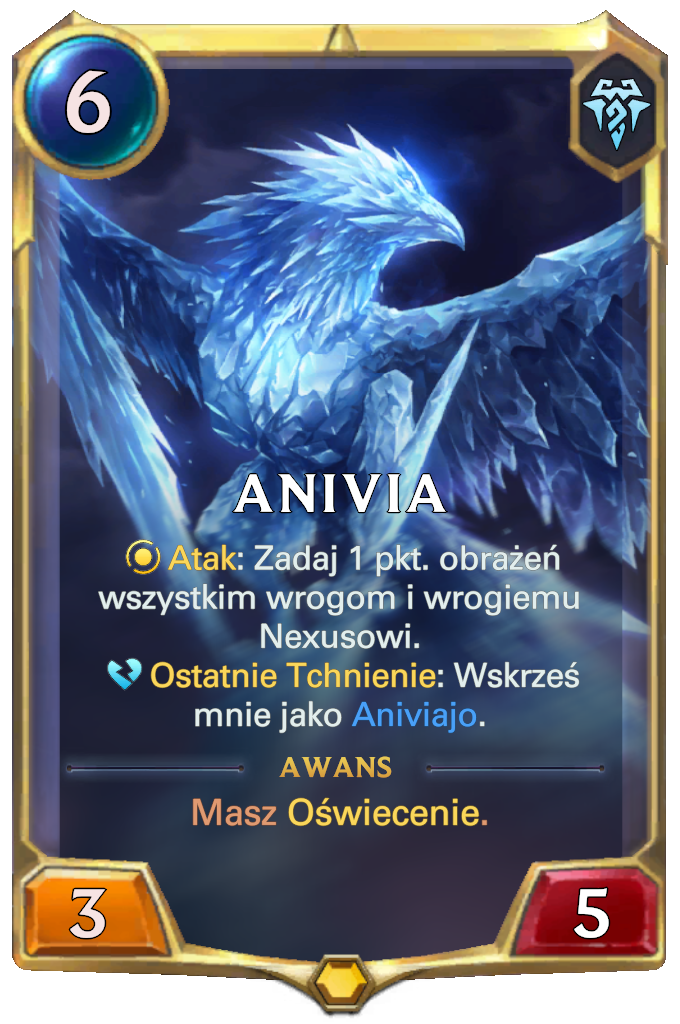 6
ANIVIA
Atak: Zadaj 1 pkt. obrażeń
wszystkim wrogom i wrogiemu
Nexusowi.
Ostatnie Tchnienie: Wskrześ
mnie jako Aniviajo.
AWANS
Masz Oświecenie.
3
5